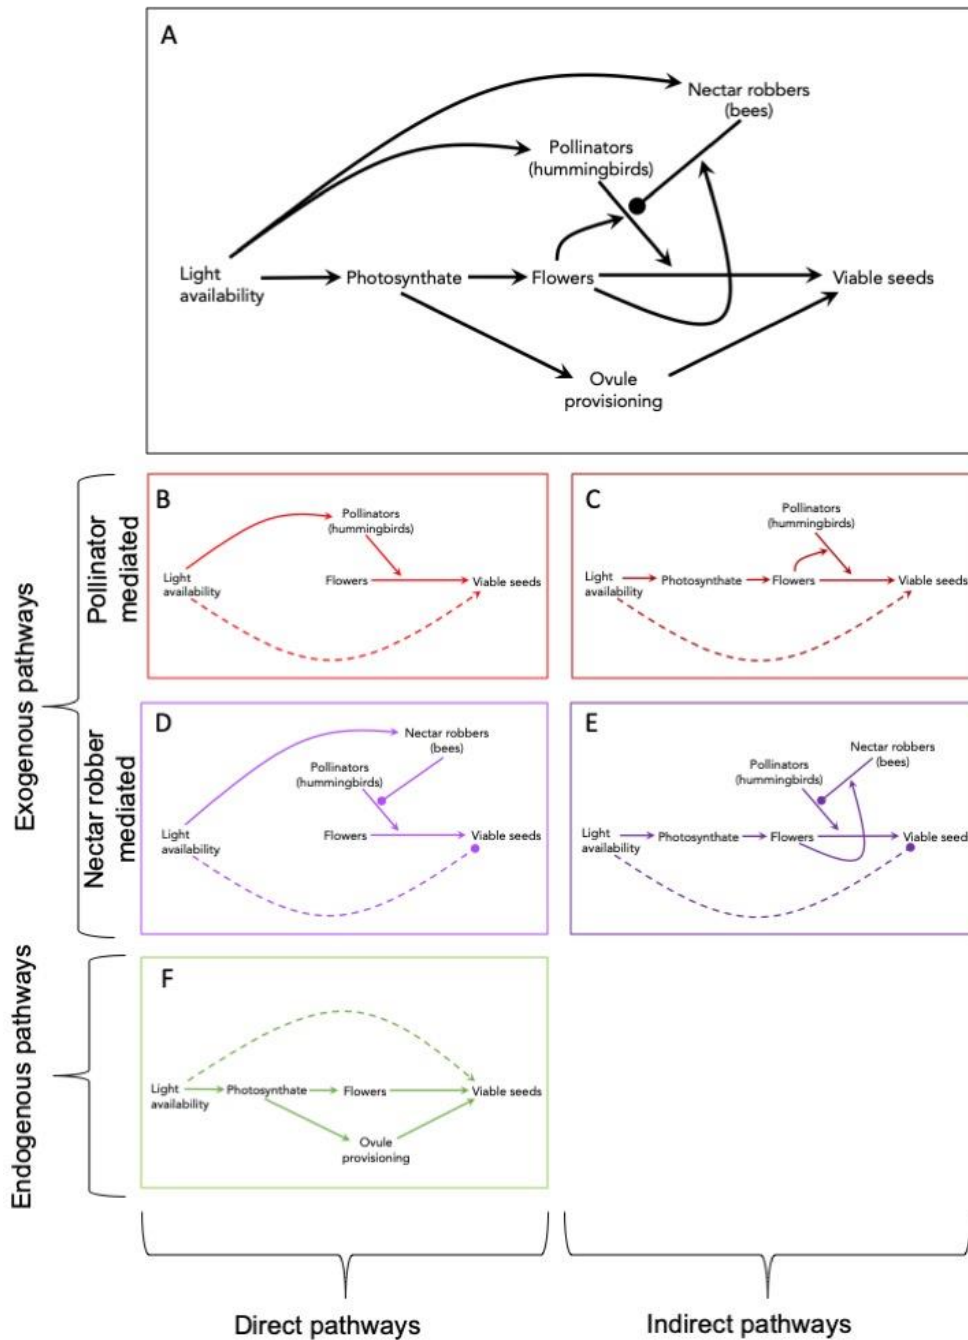 A
Nectar robbers
(bees)
Pollinators
(hummingbirds)
Light
availability
Photosynthate
Flowers
Viable seeds
Ovule
provisioning
Exogenous pathways
Pollinator
mediated
B
Pollinators
(hummingbirds)
Light
availability
Flowers
Viable seeds
C
Pollinators
(hummingbirds)
Light
availability
Photosynthate
Flowers
Viable seeds
Nectar robber
mediated
D
Nectar robbers
(bees)
Pollinators
(hummingbirds)
Light
availability
Flowers
Viable seeds
E
Nectar robbers
(bees)
Pollinators
(hummingbirds)
Light
availability
Photosynthate
Flowers
Viable seeds
Endogenous pathways
F
Light
availability
Photosynthate
Flowers
Viable seeds
Ovule
provisioning
Direct pathways
Indirect pathways